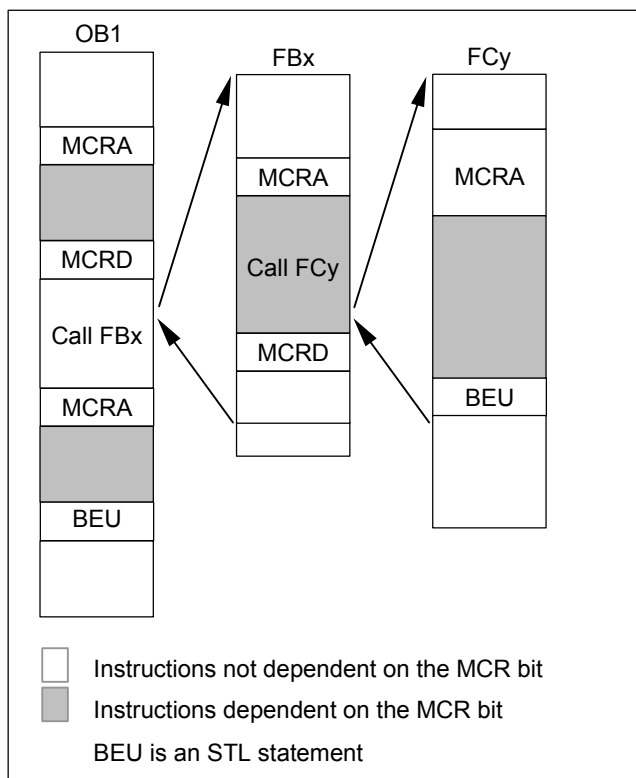 OB1
MCRA
MCRD
Call FBx
MCRA
BEU
FBx
MCRA
Call FCy
MCRD
FCy
MCRA
BEU
Instructions not dependent on the MCR bit
Instructions dependent on the MCR bit
BEU is an STL statement